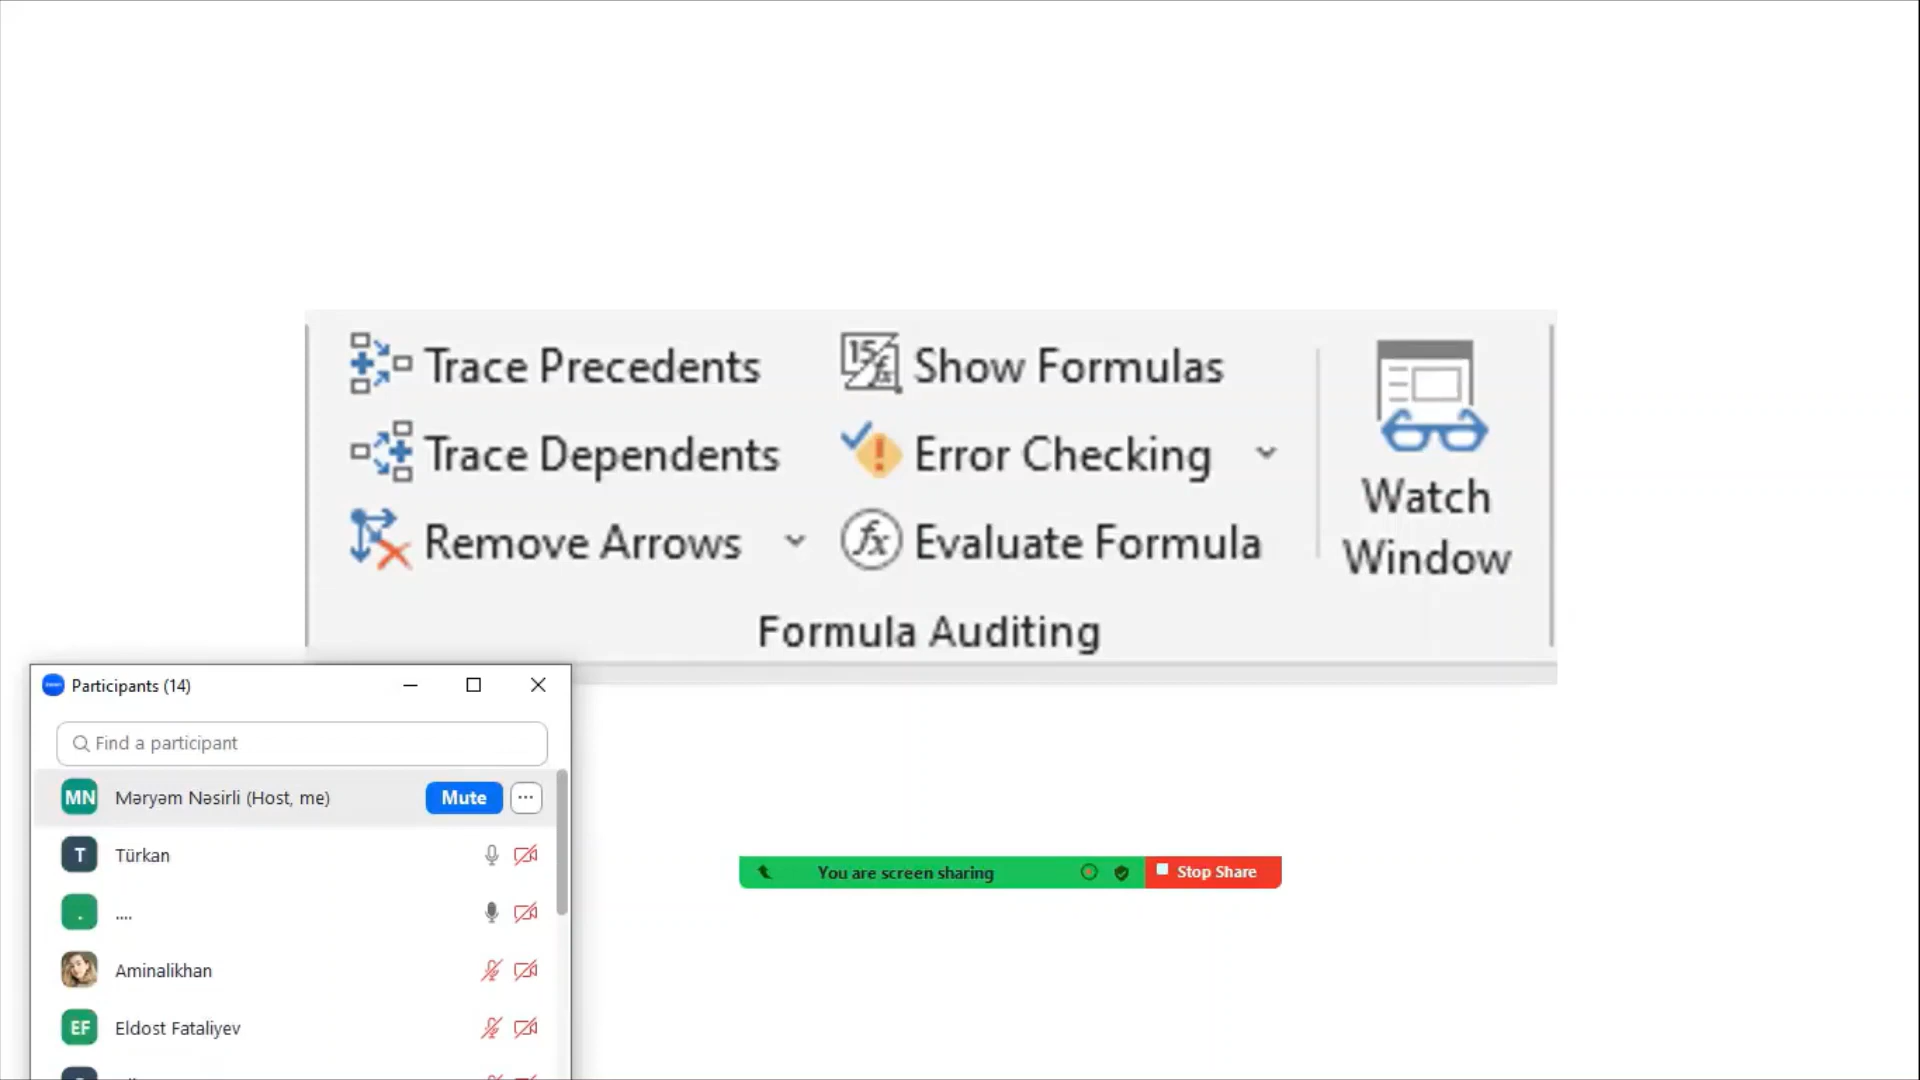 Trace Precedents
Show Formulas
Trace Dependents
Error Checking
Remove Arrows
Evaluate Formula
Watch
Window
Formula Auditing
Participants (14)
Find a participant
MN Məryəm Nəsirli (Host, me) Mute ...
T Türkan
. ....
Aminalikhan
EF Eldost Fataliyev
You are screen sharing
Stop Share